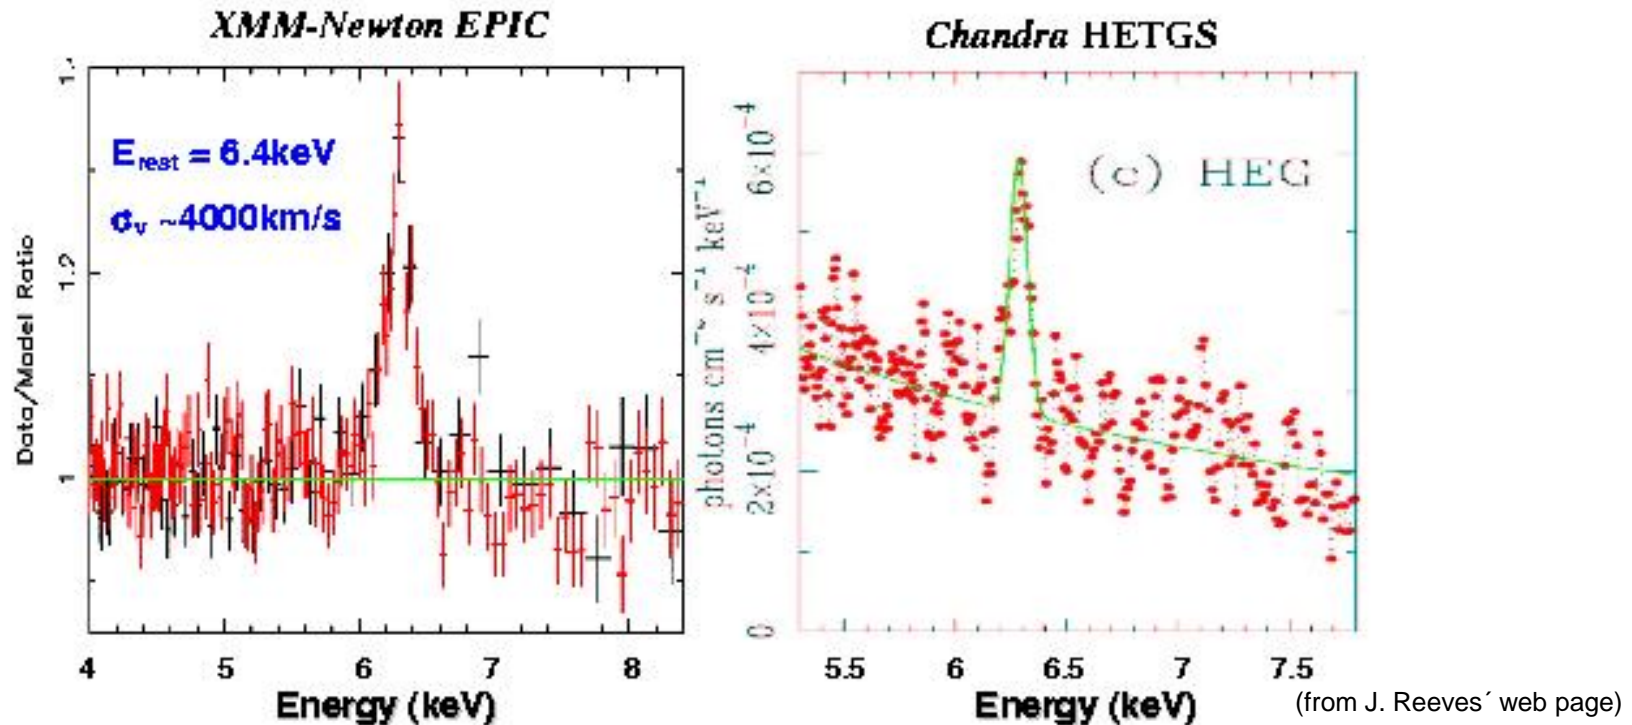 XMM-Newton EPIC
Chandra HETGS
E_rest = 6.4keV
σ_v ~4000km/s
(c) HEG
Data/Model Ratio
1.2
1
4 5 6 7 8
Energy (keV)
photons cm s⁻¹ keV⁻¹
6×10⁻⁴
4×10⁻⁴
2×10⁻⁴
0
5.5 6 6.5 7 7.5
Energy (keV)
(from J. Reeves´ web page)